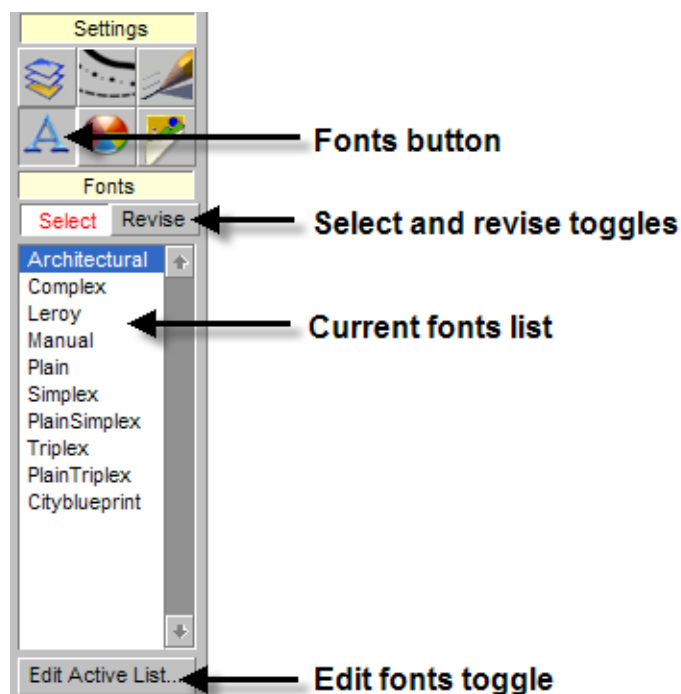 Settings
Fonts button
Fonts
Select Revise
Select and revise toggles
Architectural
Complex
Leroy
Manual
Current fonts list
Plain
Simplex
PlainSimplex
Triplex
PlainTriplex
Cityblueprint
Edit Active List...
Edit fonts toggle